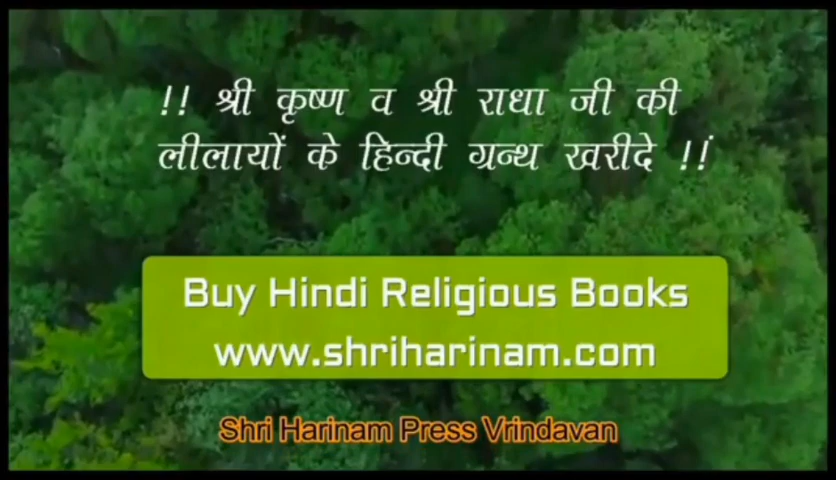 !! श्री कृष्ण व श्री राधा जी की
लीलायों के हिन्दी ग्रन्थ खरीदे !!ं
Buy Hindi Religious Books
www.shriharinam.com
Shri Harinam Press Vrindavan